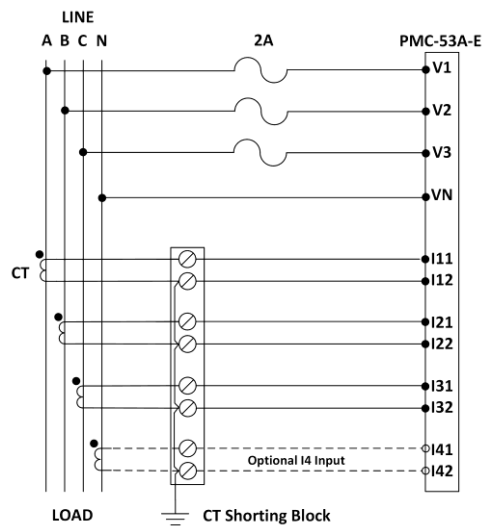 LINE
A B C N 2A PMC-53A-E
V1
V2
V3
VN
I11
CT
I12
I21
I22
I31
I32
I41
Optional I4 Input
I42
LOAD CT Shorting Block